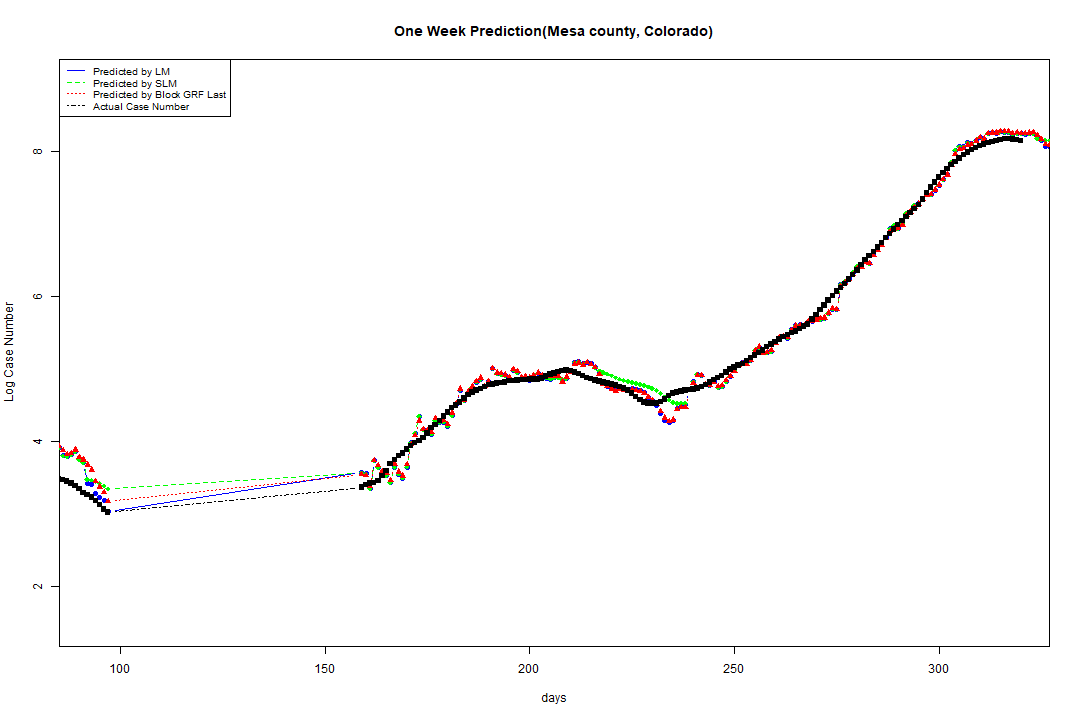 One Week Prediction(Mesa county, Colorado)
Predicted by LM
Predicted by SLM
Predicted by Block GRF Last
Actual Case Number
8
6
4
2
Log Case Number
100 150 200 250 300
days